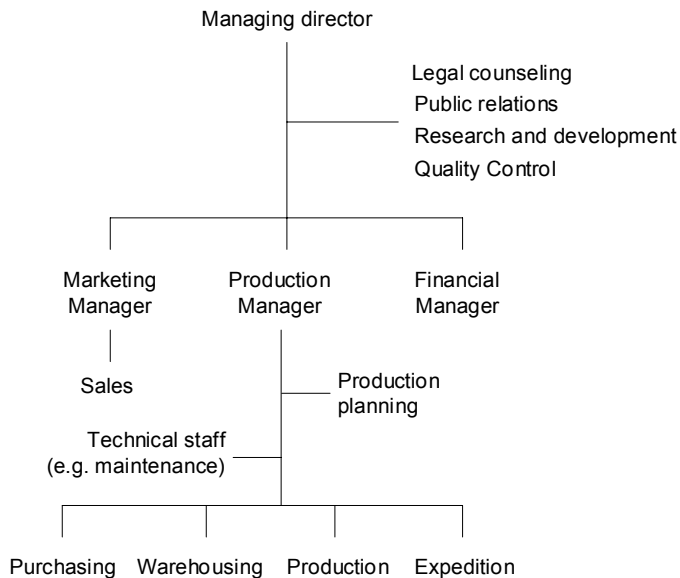 Managing director
Legal counseling
Public relations
Research and development
Quality Control
Marketing
Manager
Production
Manager
Financial
Manager
Sales
Production
planning
Technical staff
(e.g. maintenance)
Purchasing
Warehousing
Production
Expedition